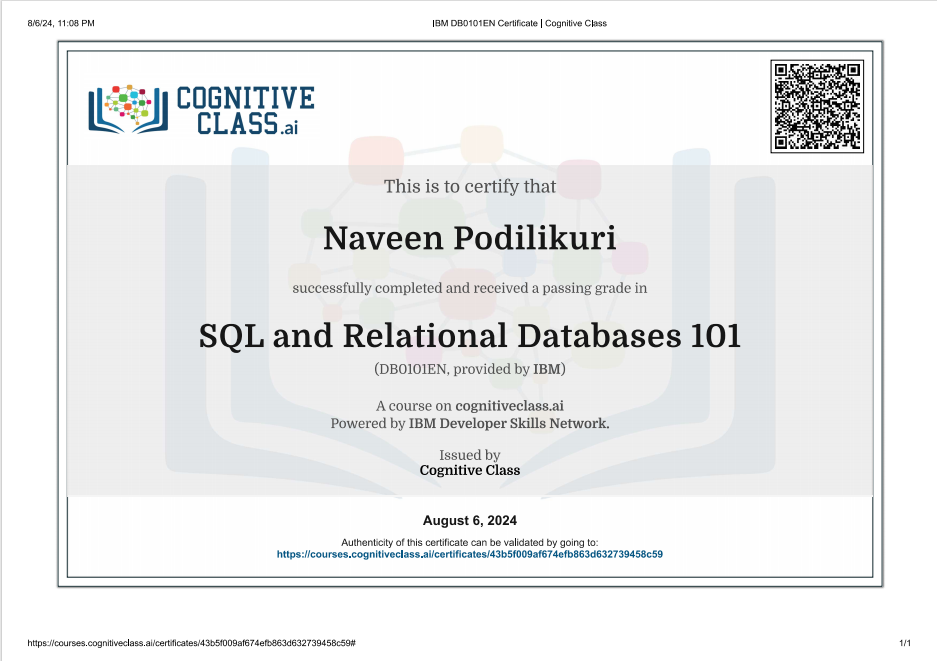 8/6/24, 11:08 PM
IBM DB0101EN Certificate | Cognitive Class
COGNITIVE
CLASS.ai
This is to certify that
Naveen Podilikuri
successfully completed and received a passing grade in
SQL and Relational Databases 101
(DB0101EN, provided by IBM)
A course on cognitiveclass.ai
Powered by IBM Developer Skills Network.
Issued by
Cognitive Class
August 6, 2024
Authenticity of this certificate can be validated by going to:
https://courses.cognitiveclass.ai/certificates/43b5f009af674efb863d632739458c59
https://courses.cognitiveclass.ai/certificates/43b5f009af674efb863d632739458c59#
1/1